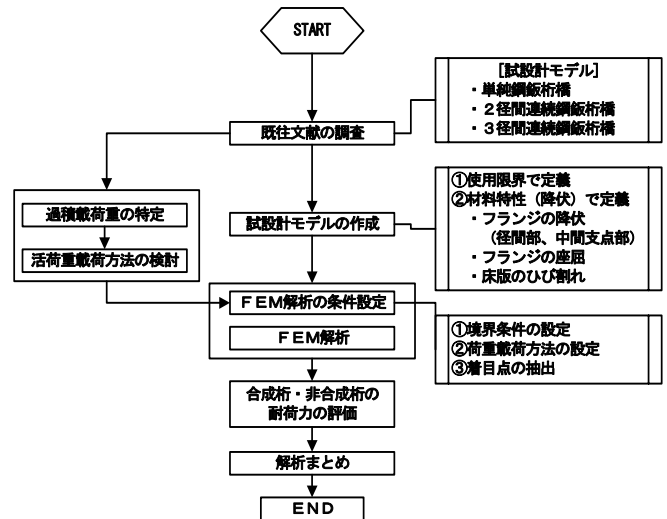 START
[試設計モデル]
・単純鋼鈑桁橋
・２径間連続鋼鈑桁橋
・３径間連続鋼鈑桁橋
既往文献の調査
①使用限界で定義
②材料特性（降伏）で定義
・フランジの降伏
（径間部、中間支点部）
・フランジの座屈
・床版のひび割れ
過積載荷重の特定
活荷重載荷方法の検討
試設計モデルの作成
ＦＥＭ解析の条件設定
ＦＥＭ解析
①境界条件の設定
②荷重載荷方法の設定
③着目点の抽出
合成桁・非合成桁の
耐荷力の評価
解析まとめ
ＥＮＤ